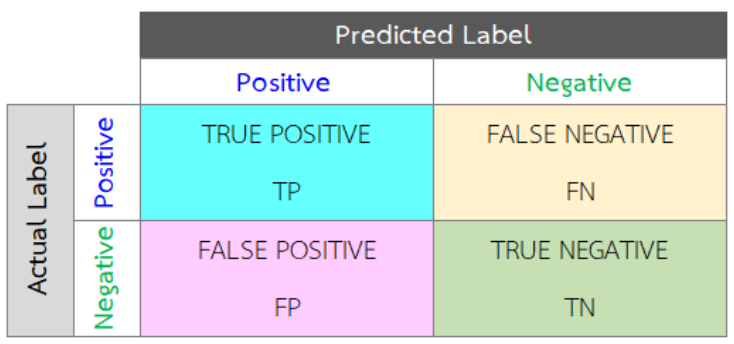 Predicted Label
Positive
Negative
Actual Label
Positive
TRUE POSITIVE
TP
FALSE NEGATIVE
FN
Negative
FALSE POSITIVE
FP
TRUE NEGATIVE
TN